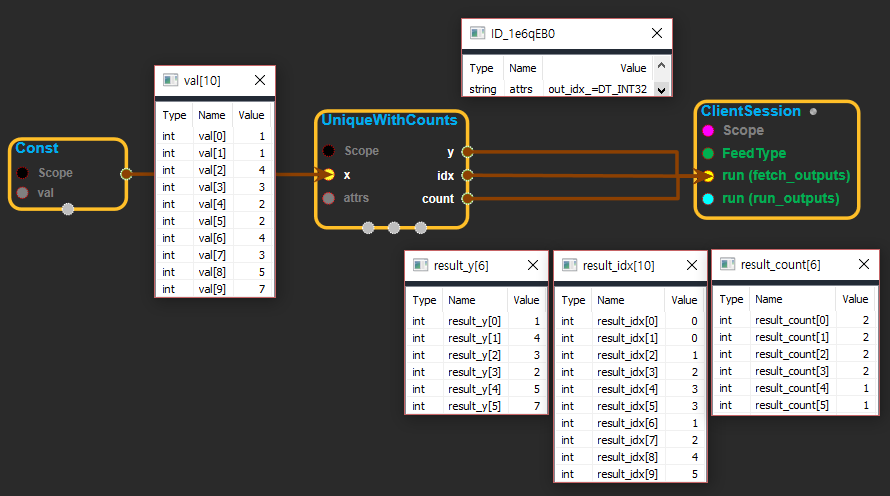 ID_1e6qEB0
Type Name Value
string attrs out_idx_=DT_INT32
val[10]
Type Name Value
int val[0] 1
int val[1] 1
int val[2] 4
int val[3] 3
int val[4] 2
int val[5] 2
int val[6] 4
int val[7] 3
int val[8] 5
int val[9] 7
Const
Scope
val
UniqueWithCounts
Scope y
x idx
attrs count
ClientSession
Scope
FeedType
run (fetch_outputs)
run (run_outputs)
result_y[6]
Type Name Value
int result_y[0] 1
int result_y[1] 4
int result_y[2] 3
int result_y[3] 2
int result_y[4] 5
int result_y[5] 7
result_idx[10]
Type Name Value
int result_idx[0] 0
int result_idx[1] 0
int result_idx[2] 1
int result_idx[3] 2
int result_idx[4] 3
int result_idx[5] 3
int result_idx[6] 1
int result_idx[7] 2
int result_idx[8] 4
int result_idx[9] 5
result_count[6]
Type Name Value
int result_count[0] 2
int result_count[1] 2
int result_count[2] 2
int result_count[3] 2
int result_count[4] 1
int result_count[5] 1